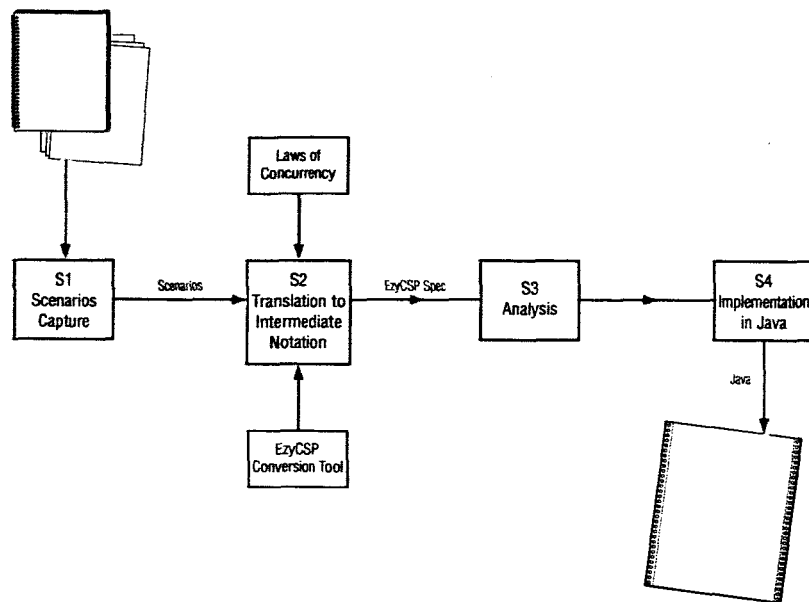 Laws of
Concurrency
S1
Scenarios
Capture
Scenarios
S2
Translation to
Intermediate
Notation
EzyCSP Spec
S3
Analysis
S4
Implementation
in Java
Java
EzyCSP
Conversion Tool